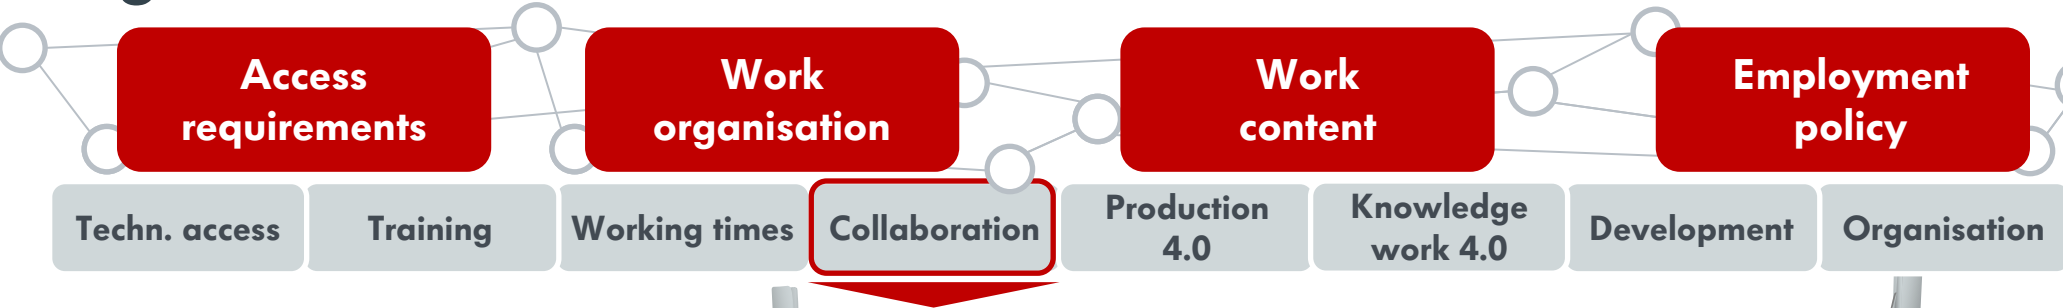 Access
requirements
Work
organisation
Work
content
Employment
policy
Techn. access
Training
Working times
Collaboration
Production
4.0
Knowledge
work 4.0
Development
Organisation